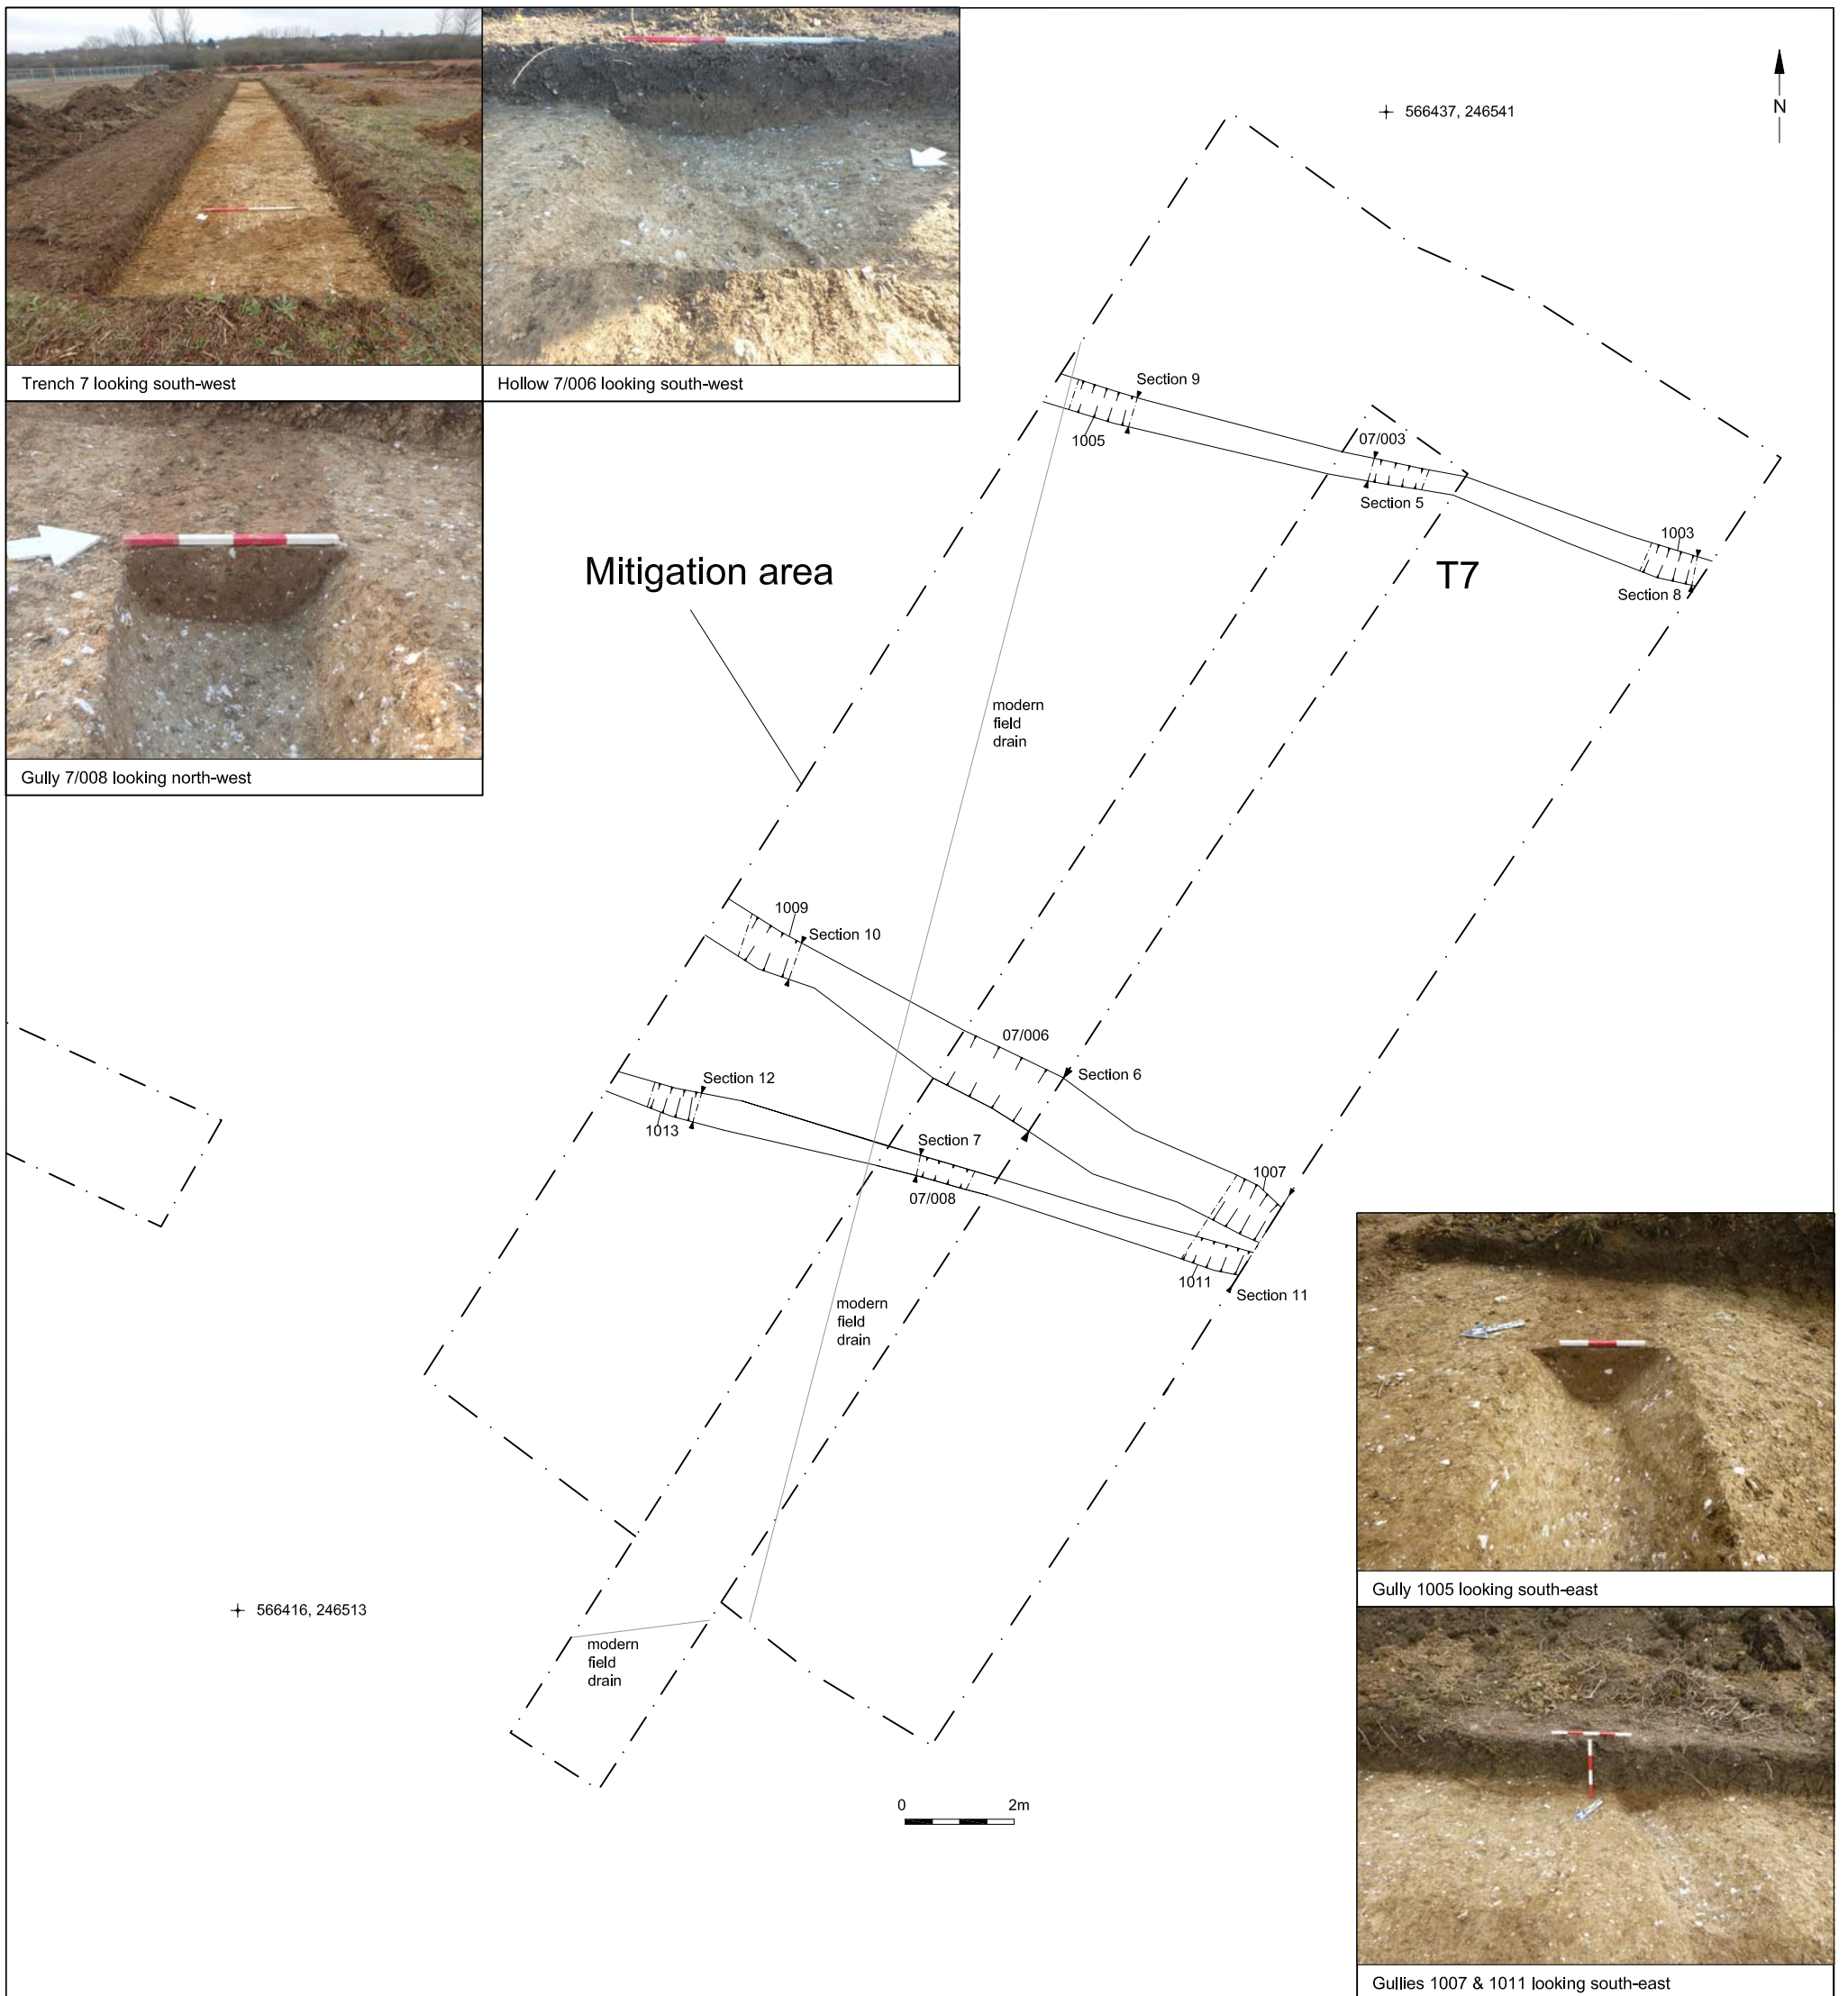 Trench 7 looking south-west
Hollow 7/006 looking south-west
Gully 7/008 looking north-west
N
566437, 246541
Section 9
1005
07/003
Section 5
1003
Section 8
T7
Mitigation area
modern
field
drain
1009
Section 10
07/006
Section 6
Section 12
1013
Section 7
07/008
1007
1011
Section 11
modern
field
drain
566416, 246513
modern
field
drain
0 2m
Gully 1005 looking south-east
Gullies 1007 & 1011 looking south-east